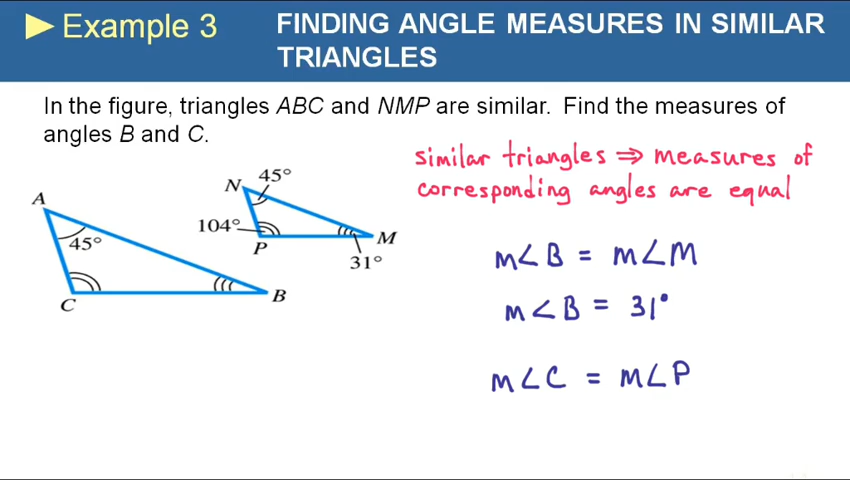 Example 3
FINDING ANGLE MEASURES IN SIMILAR
TRIANGLES
In the figure, triangles ABC and NMP are similar. Find the measures of
angles B and C.
similar triangles ⇒ measures of
corresponding angles are equal
N
45°
A
104°
M
45°
P
31°
C
B
m∠B = m∠M
m∠B = 31°
m∠C = m∠P